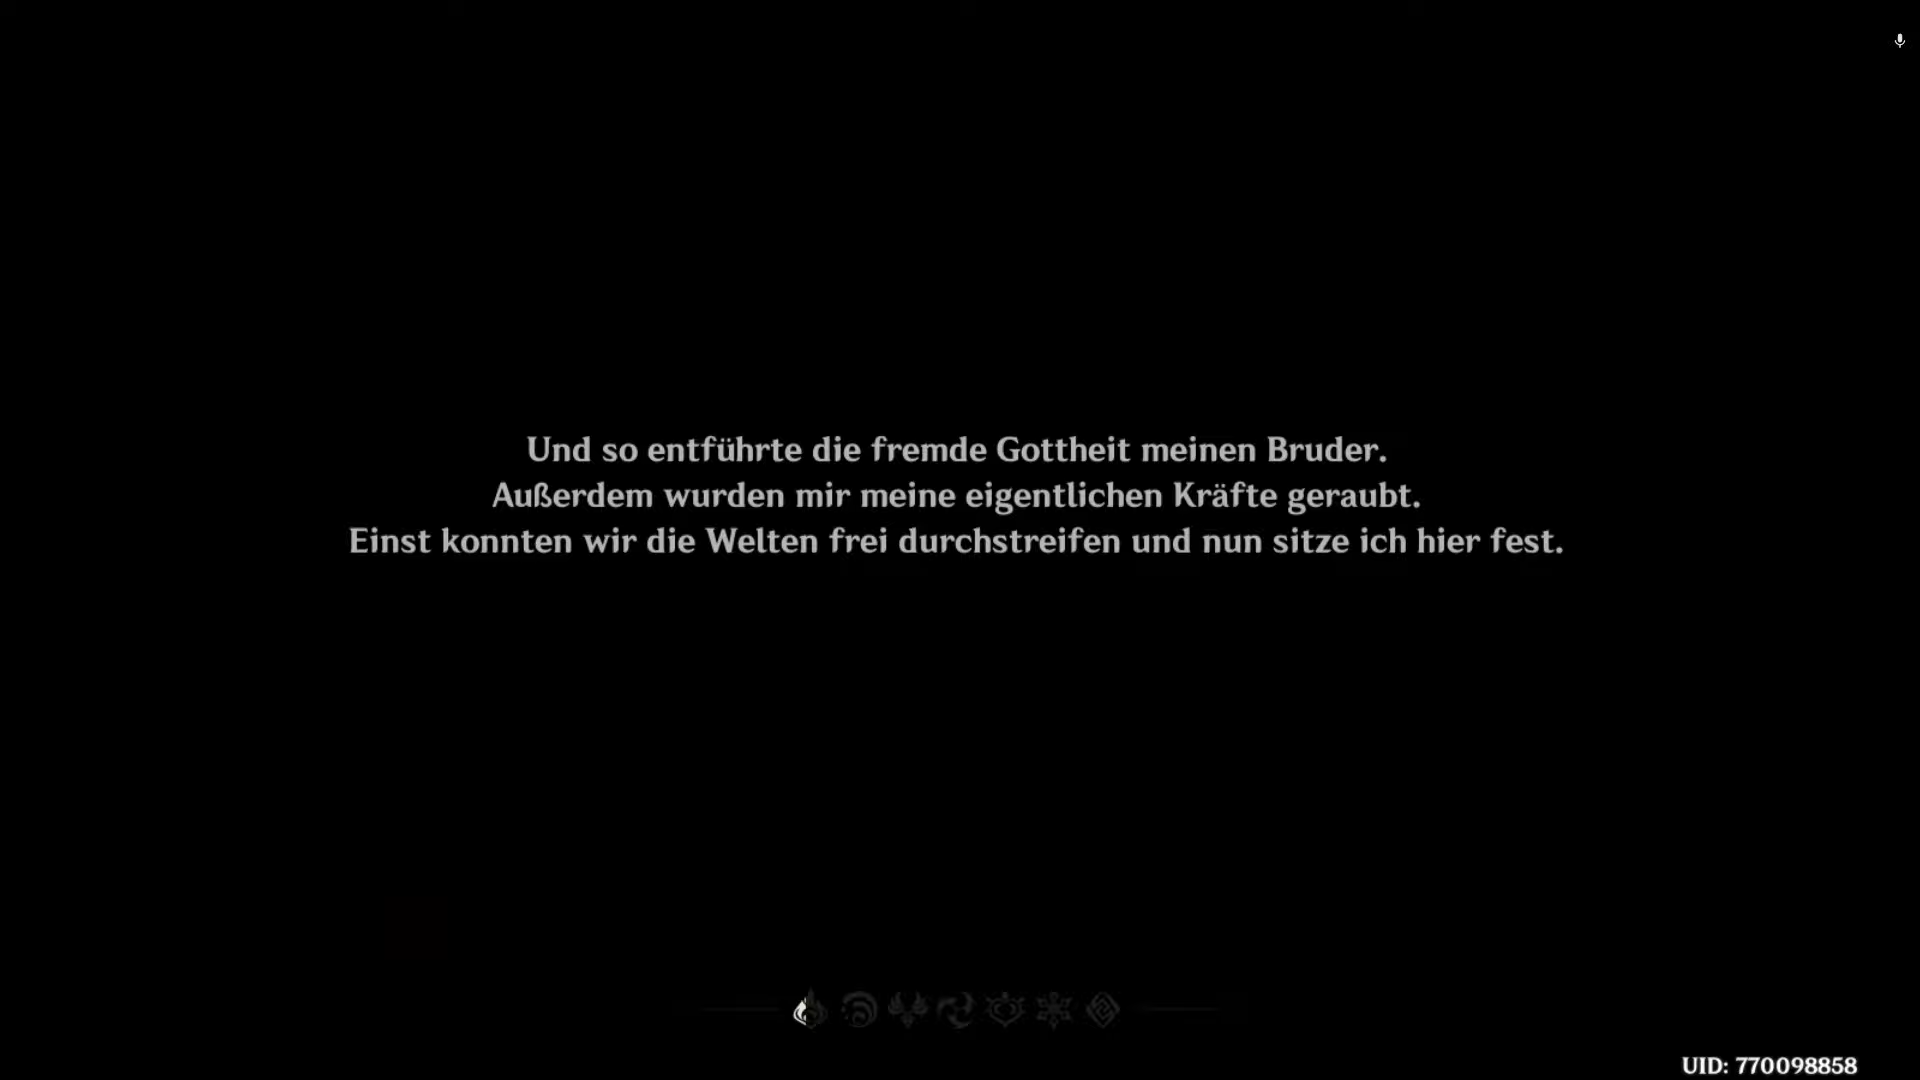 Und so entführte die fremde Gottheit meinen Bruder.
Außerdem wurden mir meine eigentlichen Kräfte geraubt.
Einst konnten wir die Welten frei durchstreifen und nun sitze ich hier fest.
UID: 770098858